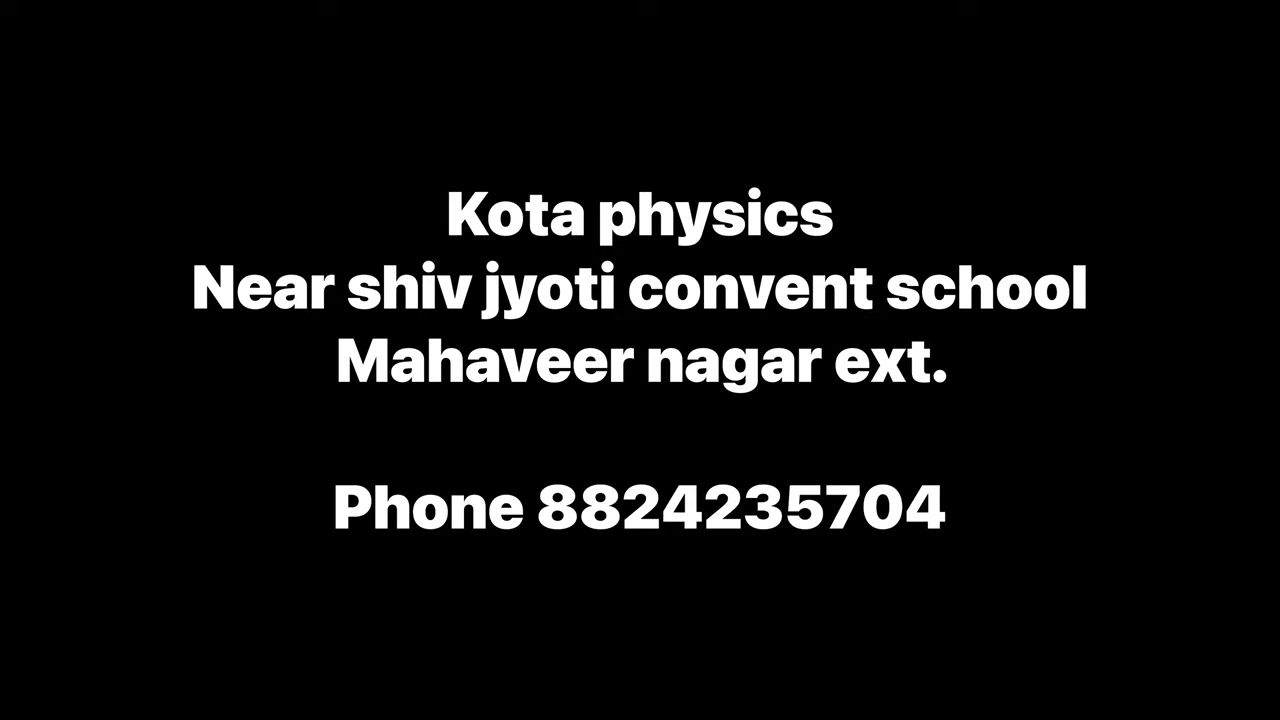 Kota physics
Near shiv jyoti convent school
Mahaveer nagar ext.
Phone 8824235704